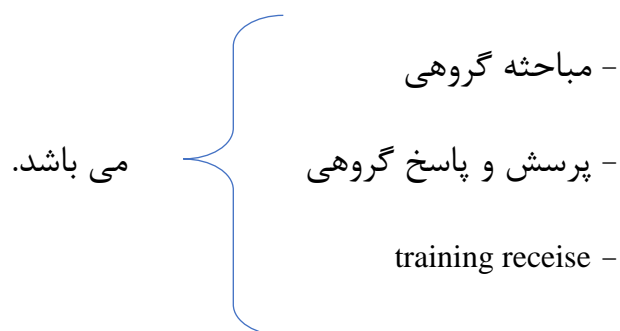 - مباحثه گروهی
- پرسش و پاسخ گروهی
می باشد.
- training receise